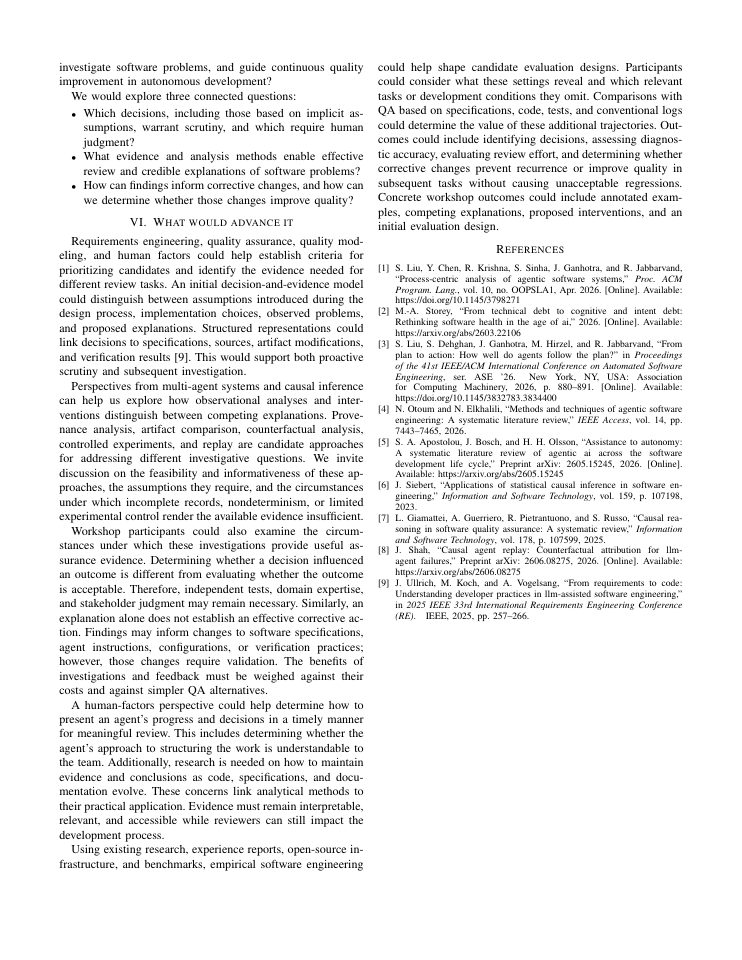 investigate software problems, and guide continuous quality
improvement in autonomous development?
We would explore three connected questions:
• Which decisions, including those based on implicit as-
sumptions, warrant scrutiny, and which require human
judgment?
• What evidence and analysis methods enable effective
review and credible explanations of software problems?
• How can findings inform corrective changes, and how can
we determine whether those changes improve quality?
VI. WHAT WOULD ADVANCE IT
Requirements engineering, quality assurance, quality mod-
eling, and human factors could help establish criteria for
prioritizing candidates and identify the evidence needed for
different review tasks. An initial decision-and-evidence model
could distinguish between assumptions introduced during the
design process, implementation choices, observed problems,
and proposed explanations. Structured representations could
link decisions to specifications, sources, artifact modifications,
and verification results [9]. This would support both proactive
scrutiny and subsequent investigation.
Perspectives from multi-agent systems and causal inference
can help us explore how observational analyses and inter-
ventions distinguish between competing explanations. Prove-
nance analysis, artifact comparison, counterfactual analysis,
controlled experiments, and replay are candidate approaches
for addressing different investigative questions. We invite
discussion on the feasibility and informativeness of these ap-
proaches, the assumptions they require, and the circumstances
under which incomplete records, nondeterminism, or limited
experimental control render the available evidence insufficient.
Workshop participants could also examine the circum-
stances under which these investigations provide useful as-
surance evidence. Determining whether a decision influenced
an outcome is different from evaluating whether the outcome
is acceptable. Therefore, independent tests, domain expertise,
and stakeholder judgment may remain necessary. Similarly, an
explanation alone does not establish an effective corrective ac-
tion. Findings may inform changes to software specifications,
agent instructions, configurations, or verification practices;
however, those changes require validation. The benefits of
investigations and feedback must be weighed against their
costs and against simpler QA alternatives.
A human-factors perspective could help determine how to
present an agent's progress and decisions in a timely manner
for meaningful review. This includes determining whether the
agent's approach to structuring the work is understandable to
the team. Additionally, research is needed on how to maintain
evidence and conclusions as code, specifications, and docu-
mentation evolve. These concerns link analytical methods to
their practical application. Evidence must remain interpretable,
relevant, and accessible while reviewers can still impact the
development process.
Using existing research, experience reports, open-source in-
frastructure, and benchmarks, empirical software engineering
could help shape candidate evaluation designs. Participants
could consider what these settings reveal and which relevant
tasks or development conditions they omit. Comparisons with
QA based on specifications, code, tests, and conventional logs
could determine the value of these additional trajectories. Out-
comes could include identifying decisions, assessing diagnos-
tic accuracy, evaluating review effort, and determining whether
corrective changes prevent recurrence or improve quality in
subsequent tasks without causing unacceptable regressions.
Concrete workshop outcomes could include annotated exam-
ples, competing explanations, proposed interventions, and an
initial evaluation design.
REFERENCES
[1] S. Liu, Y. Chen, R. Krishna, S. Sinha, J. Ganhotra, and R. Jabbarvand,
“Process-centric analysis of agentic software systems,” Proc. ACM
Program. Lang., vol. 10, no. OOPSLA1, Apr. 2026. [Online]. Available:
https://doi.org/10.1145/3798271
[2] M.-A. Storey, “From technical debt to cognitive and intent debt:
Rethinking software health in the age of ai,” 2026. [Online]. Available:
https://arxiv.org/abs/2603.22106
[3] S. Liu, S. Dehghan, J. Ganhotra, M. Hirzel, and R. Jabbarvand, “From
plan to action: How well do agents follow the plan?” in Proceedings
of the 41st IEEE/ACM International Conference on Automated Software
Engineering, ser. ASE ’26. New York, NY, USA: Association
for Computing Machinery, 2026, p. 880–891. [Online]. Available:
https://doi.org/10.1145/3832783.3834400
[4] N. Otoum and N. Elkhalili, “Methods and techniques of agentic software
engineering: A systematic literature review,” IEEE Access, vol. 14, pp.
7443–7465, 2026.
[5] S. A. Apostolou, J. Bosch, and H. H. Olsson, “Assistance to autonomy:
A systematic literature review of agentic ai across the software
development life cycle,” Preprint arXiv: 2605.15245, 2026. [Online].
Available: https://arxiv.org/abs/2605.15245
[6] J. Siebert, “Applications of statistical causal inference in software en-
gineering,” Information and Software Technology, vol. 159, p. 107198,
2023.
[7] L. Giamattei, A. Guerriero, R. Pietrantuono, and S. Russo, “Causal rea-
soning in software quality assurance: A systematic review,” Information
and Software Technology, vol. 178, p. 107599, 2025.
[8] J. Shah, “Causal agent replay: Counterfactual attribution for llm-
agent failures,” Preprint arXiv: 2606.08275, 2026. [Online]. Available:
https://arxiv.org/abs/2606.08275
[9] J. Ullrich, M. Koch, and A. Vogelsang, “From requirements to code:
Understanding developer practices in llm-assisted software engineering,”
in 2025 IEEE 33rd International Requirements Engineering Conference
(RE). IEEE, 2025, pp. 257–266.